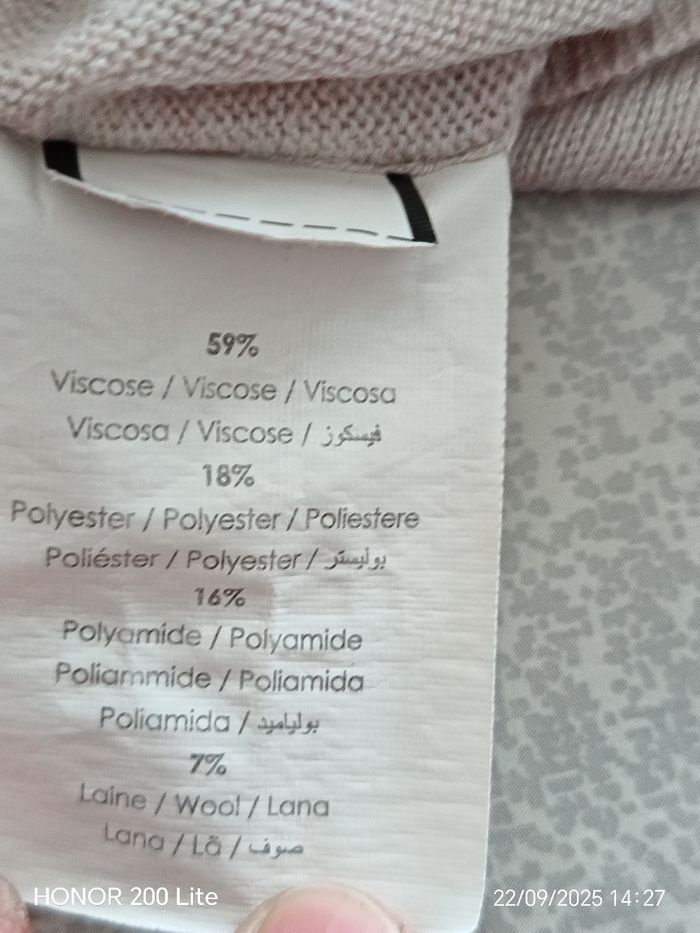 59%
Viscose / Viscose / Viscosa
Viscosa / Viscose / فيسكوز
18%
Polyester / Polyester / Poliestere
Poliéster / Polyester / بوليستر
16%
Polyamide / Polyamide
Poliammide / Poliamida
Poliamida / بولياميد
7%
Laine / Wool / Lana
Lana / Lã / صوف
HONOR 200 Lite
22/09/2025 14:27